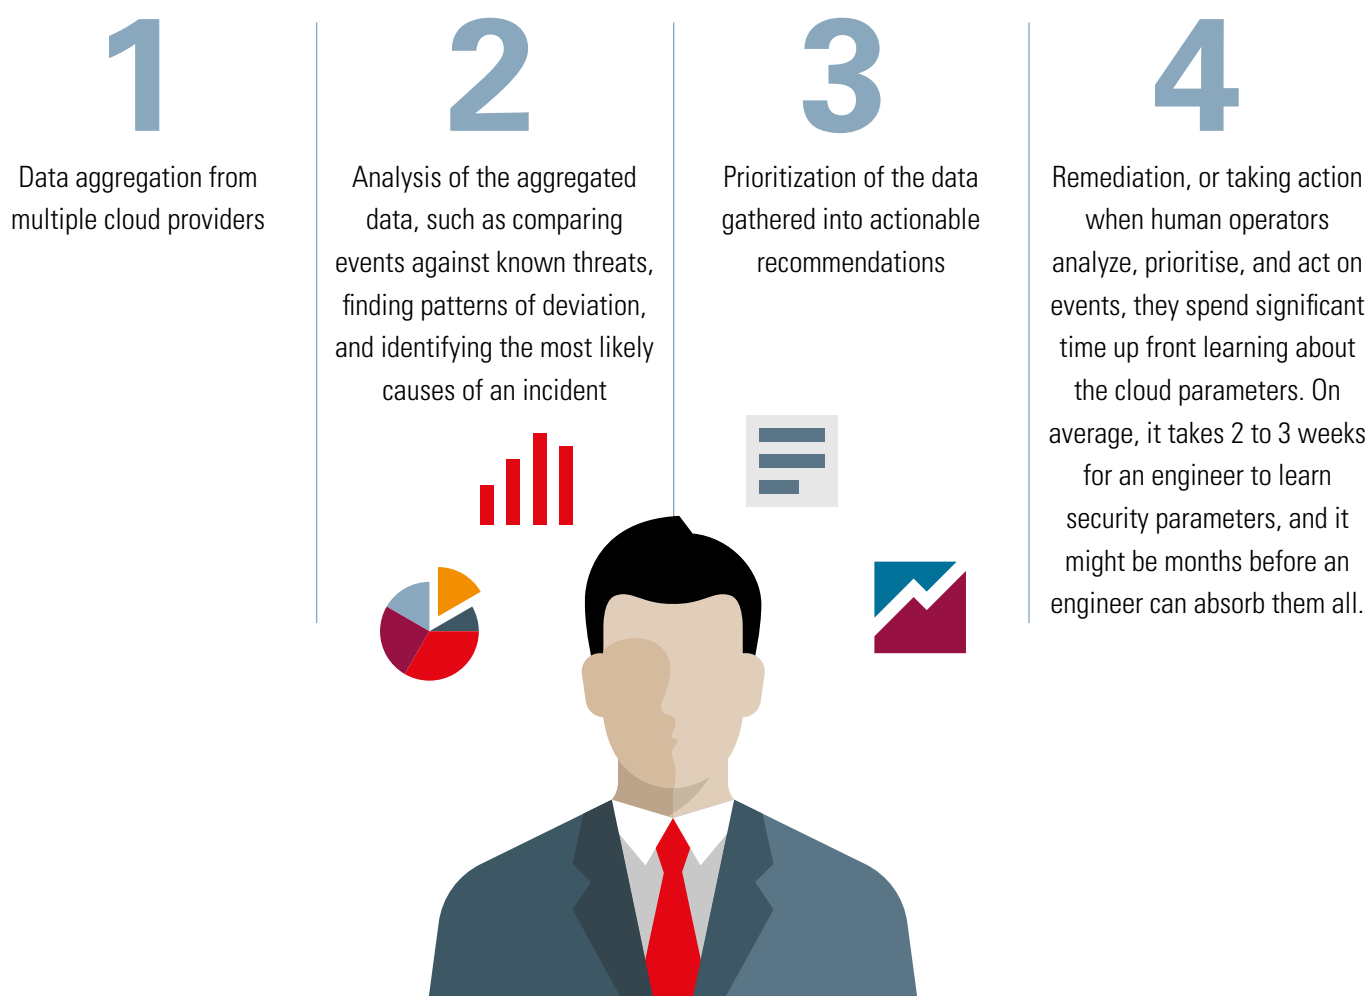 1
Data aggregation from
multiple cloud providers
2
Analysis of the aggregated
data, such as comparing
events against known threats,
finding patterns of deviation,
and identifying the most likely
causes of an incident
3
Prioritization of the data
gathered into actionable
recommendations
4
Remediation, or taking action
when human operators
analyze, prioritise, and act on
events, they spend significant
time up front learning about
the cloud parameters. On
average, it takes 2 to 3 weeks
for an engineer to learn
security parameters, and it
might be months before an
engineer can absorb them all.